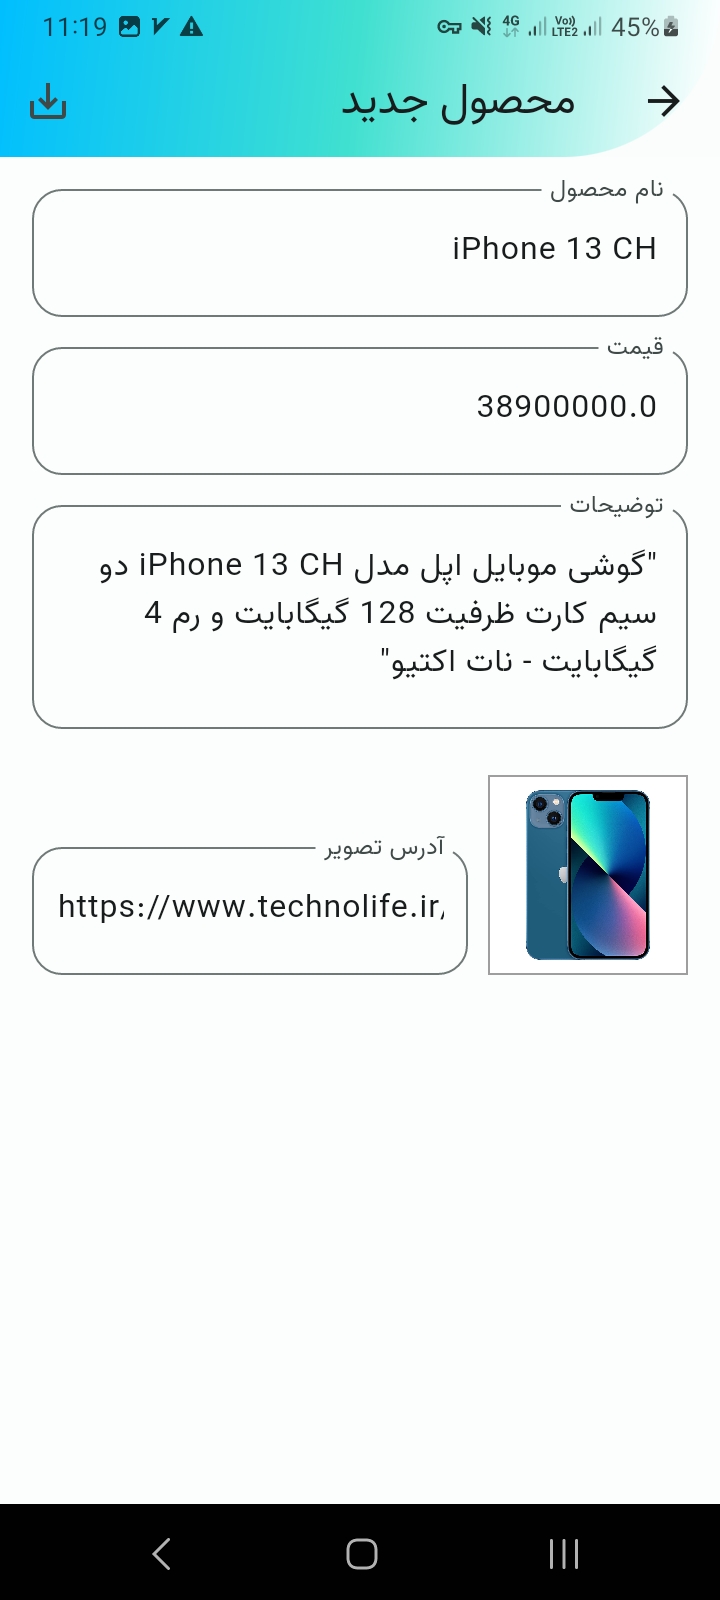 11:19
4G
Vo))
LTE2
45%
محصول جدید
نام محصول
iPhone 13 CH
قیمت
38900000.0
توضیحات
"گوشی موبایل اپل مدل iPhone 13 CH دو
سیم کارت ظرفیت 128 گیگابایت و رم 4
گیگابایت - نات اکتیو"
آدرس تصویر
https://www.technolife.ir/